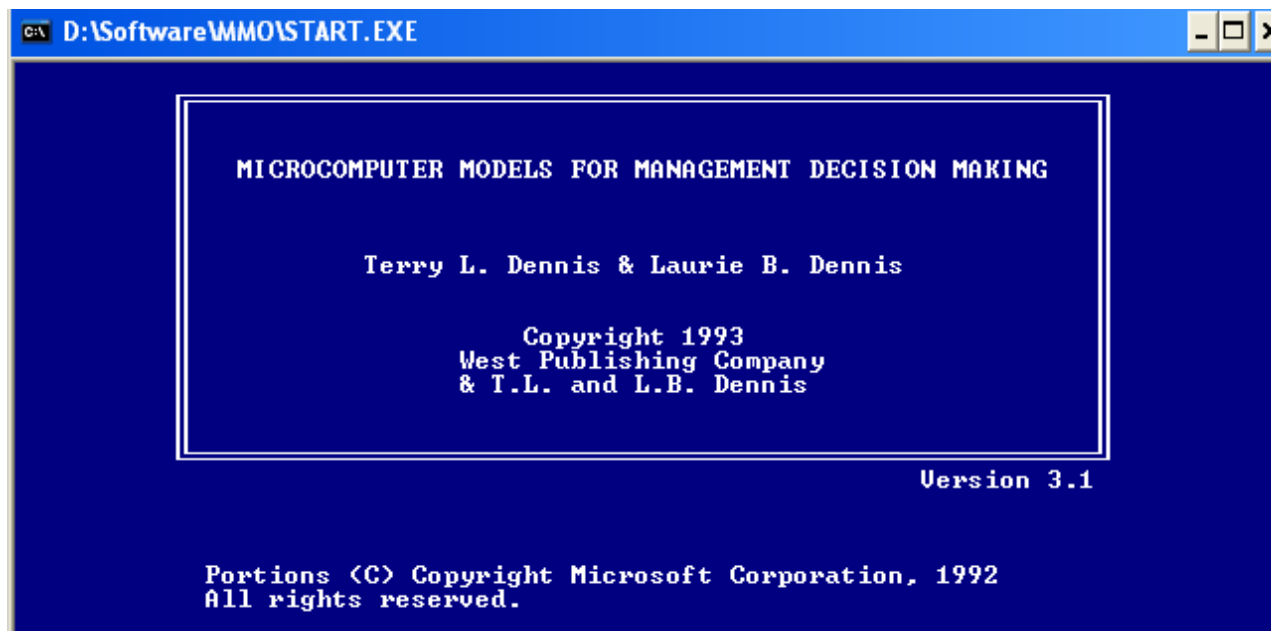 D:\Software\MMO\START.EXE
MICROCOMPUTER MODELS FOR MANAGEMENT DECISION MAKING
Terry L. Dennis & Laurie B. Dennis
Copyright 1993
West Publishing Company
& T.L. and L.B. Dennis
Version 3.1
Portions (C) Copyright Microsoft Corporation, 1992
All rights reserved.